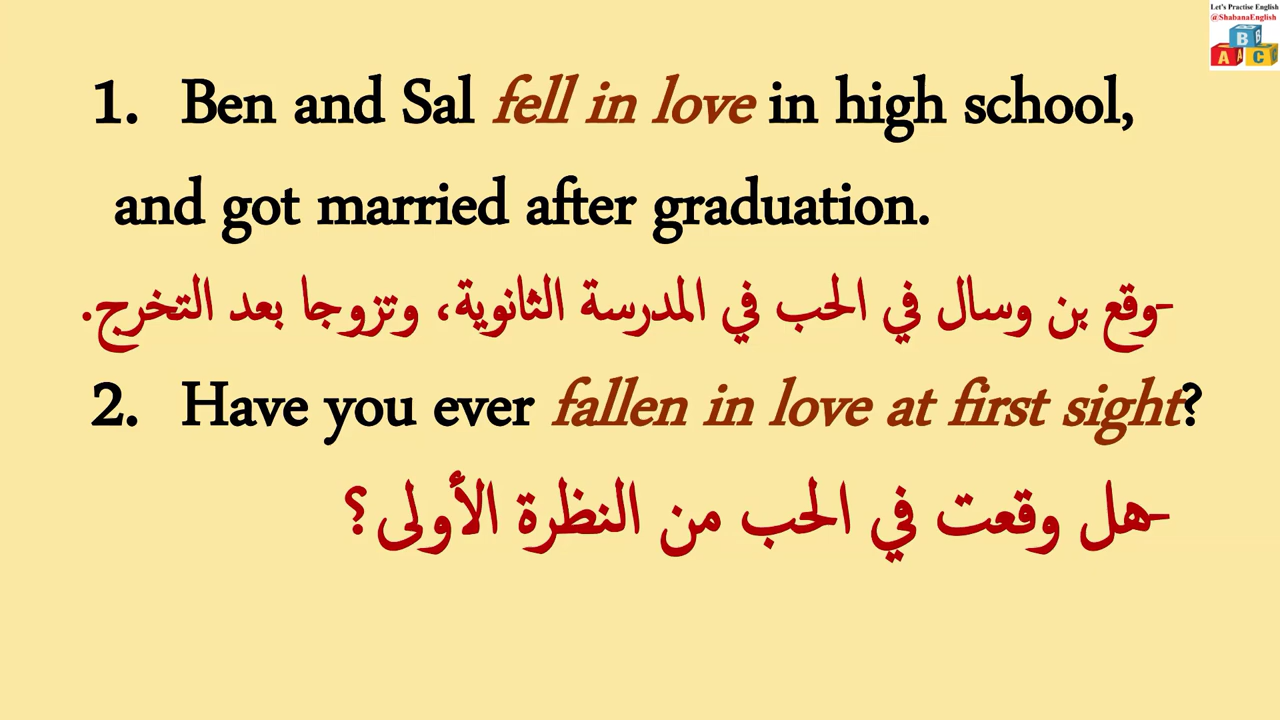 Let's Practise English
@ShabanaEnglish
B
A
C
1. Ben and Sal fell in love in high school,
and got married after graduation.
-وقع بن وسال في الحب في المدرسة الثانوية، وتزوجا بعد التخرج.
2. Have you ever fallen in love at first sight?
-هل وقعت في الحب من النظرة الأولى؟